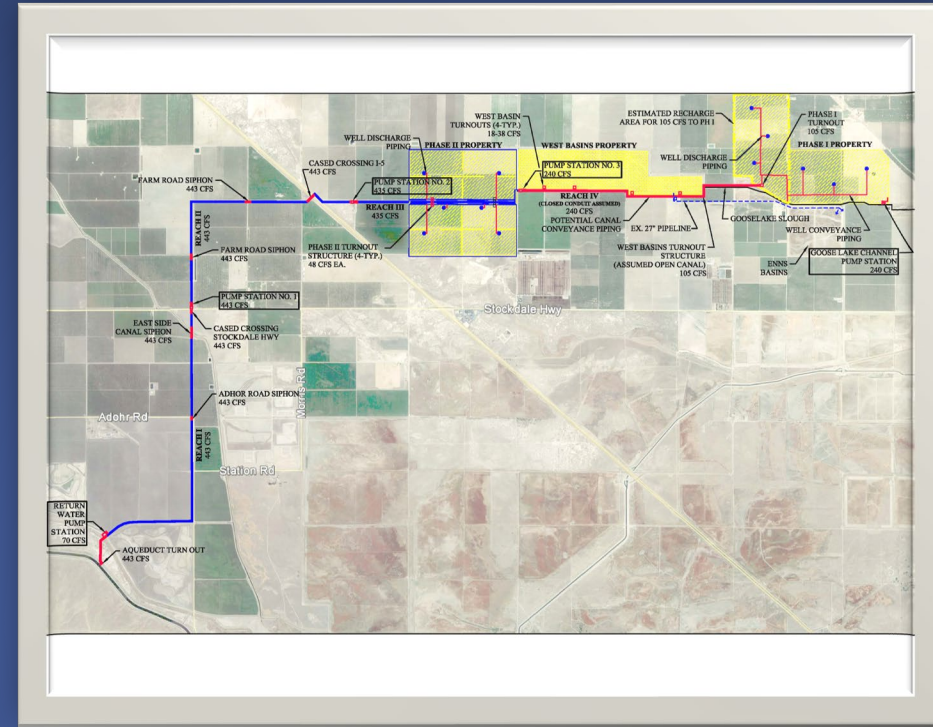 WEST BASIN
TURNOUTS (4-TYP.)
18-38 CFS
ESTIMATED RECHARGE
AREA FOR 105 CFS TO PH I
PHASE I
TURNOUT
105 CFS
WELL DISCHARGE
PIPING
PHASE II PROPERTY
WEST BASINS PROPERTY
PHASE I PROPERTY
WELL DISCHARGE
PIPING
CASED CROSSING I-5
443 CFS
PUMP STATION NO. 3
240 CFS
FARM ROAD SIPHON
443 CFS
PUMP STATION NO. 2
435 CFS
REACH III
435 CFS
REACH IV
(CLOSED CONDUIT ASSUMED)
240 CFS
POTENTIAL CANAL
CONVEYANCE PIPING
EX. 27" PIPELINE
GOOSELAKE SLOUGH
WELL CONVEYANCE
PIPING
REACH II
443 CFS
FARM ROAD SIPHON
443 CFS
PHASE II TURNOUT
STRUCTURE (4-TYP.)
48 CFS EA.
WEST BASINS TURNOUT
STRUCTURE
(ASSUMED OPEN CANAL)
105 CFS
ENNS
BASINS
GOOSE LAKE CHANNEL
PUMP STATION
240 CFS
PUMP STATION NO. 1
443 CFS
Stockdale Hwy
EAST SIDE
CANAL SIPHON
443 CFS
CASED CROSSING
STOCKDALE HWY
443 CFS
Morris Rd
ADHOR ROAD SIPHON
443 CFS
Adohr Rd
REACH I
443 CFS
Station Rd
RETURN
WATER
PUMP
STATION
70 CFS
AQUEDUCT TURN OUT
443 CFS